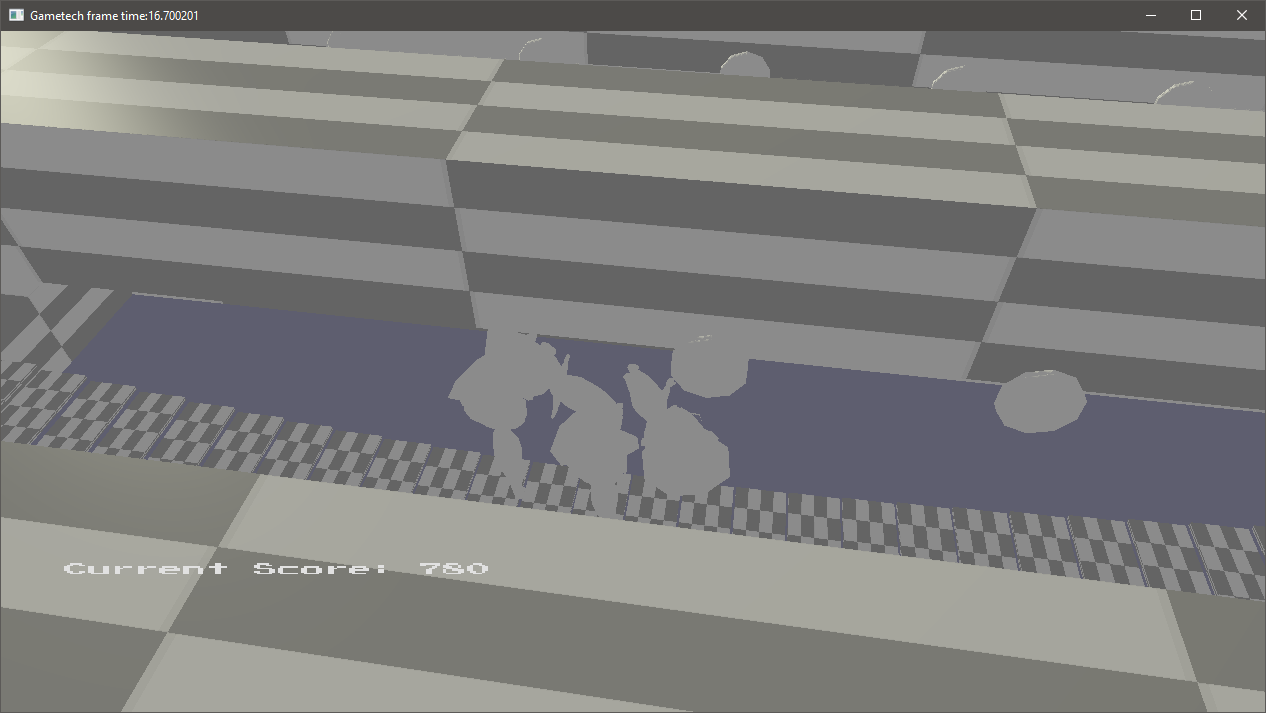 Gametech frame time:16.700201
Current Score: 780